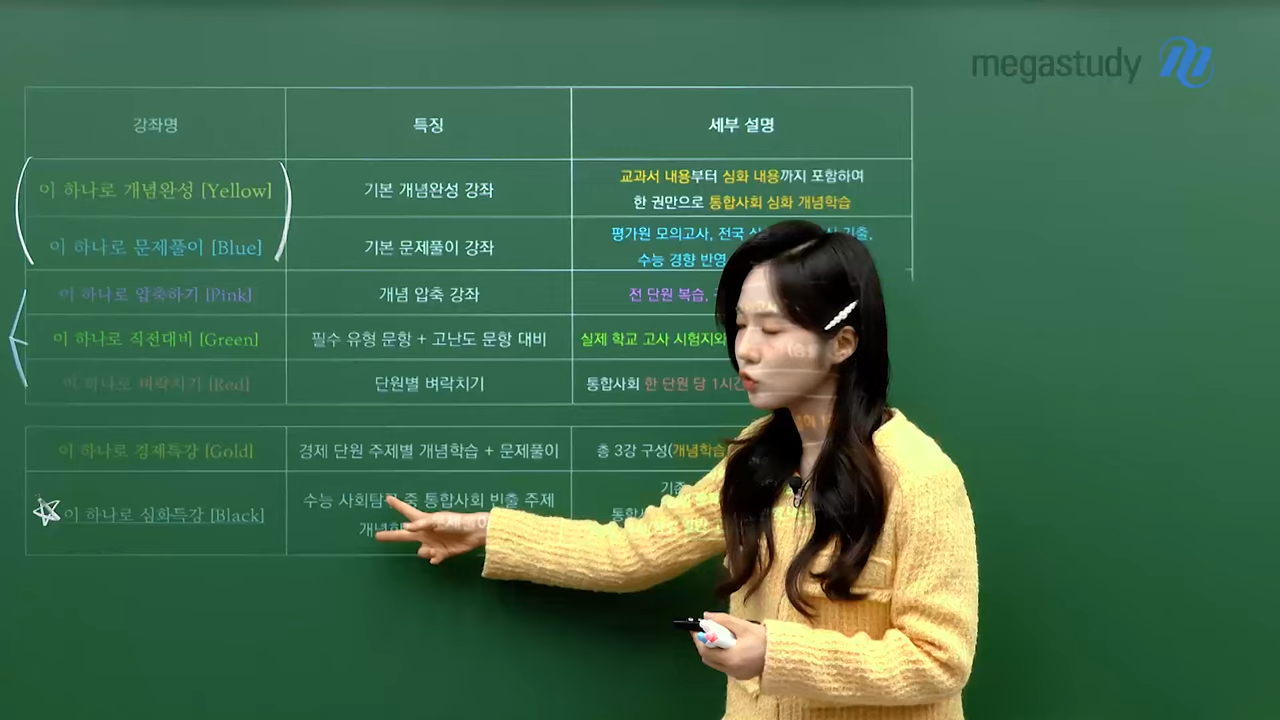 megastudy
강좌명 특징 세부 설명
이 하나로 개념완성 [Yellow] 기본 개념완성 강좌 교과서 내용부터 심화 내용까지 포함하여
한 권만으로 통합사회 심화 개념학습
이 하나로 문제풀이 [Blue] 기본 문제풀이 강좌 평가원 모의고사, 전국 기출,
수능 경향 반영
이 하나로 압축하기 [Pink] 개념 압축 강좌 전 단원 복습,
이 하나로 직전대비 [Green] 필수 유형 문항 + 고난도 문항 대비 실제 학교 고사 시험지와
이 하나로 벼락치기 [Red] 단원별 벼락치기 통합사회 한 단원 당 1시간
이 하나로 경제특강 [Gold] 경제 단원 주제별 개념학습 + 문제풀이 총 3강 구성(개념학습
이 하나로 심화특강 [Black] 수능 사회탐구 중 통합사회 빈출 주제 기존